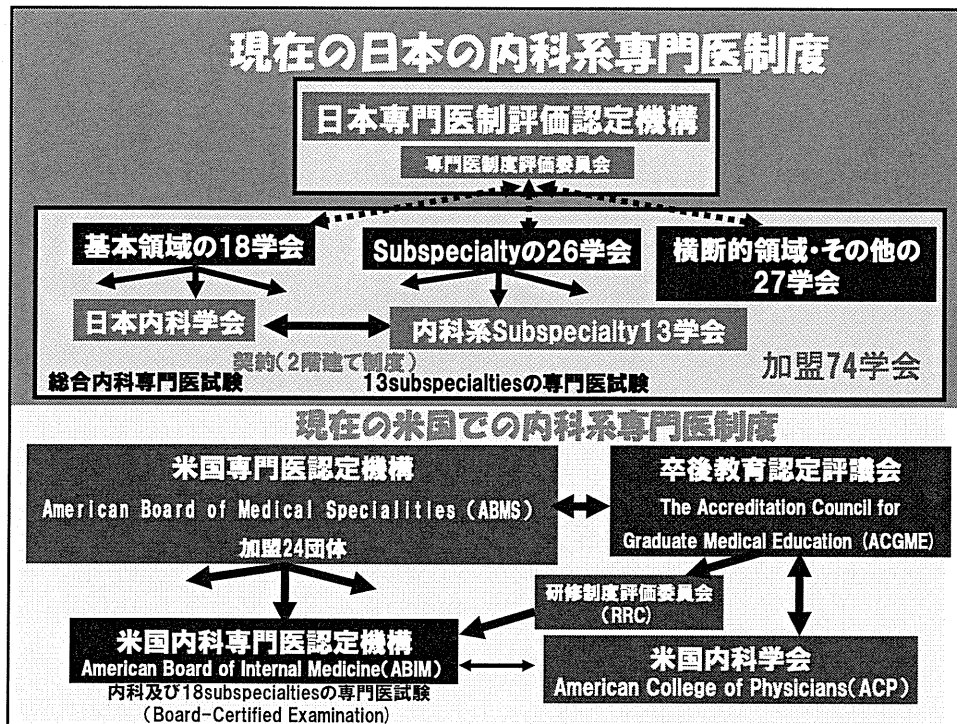 現在の日本の内科系専門医制度
日本専門医制評価認定機構
専門医制度評価委員会
基本領域の18学会
Subspecialtyの26学会
横断的領域・その他の
27学会
日本内科学会
内科系Subspecialty13学会
契約(2階建て制度)
加盟74学会
総合内科専門医試験
13subspecialtiesの専門医試験
現在の米国での内科系専門医制度
米国専門医認定機構
American Board of Medical Specialities (ABMS)
加盟24団体
卒後教育認定評議会
The Accreditation Council for
Graduate Medical Education (ACGME)
研修制度評価委員会
(RRC)
米国内科専門医認定機構
American Board of Internal Medicine(ABIM)
米国内科学会
American College of Physicians(ACP)
内科及び18subspecialtiesの専門医試験
(Board-Certified Examination)